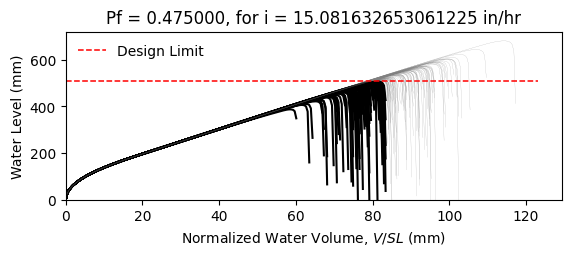 Pf = 0.475000, for i = 15.081632653061225 in/hr
Design Limit
Water Level (mm)
600
400
200
0
0 20 40 60 80 100 120
Normalized Water Volume, V/SL (mm)